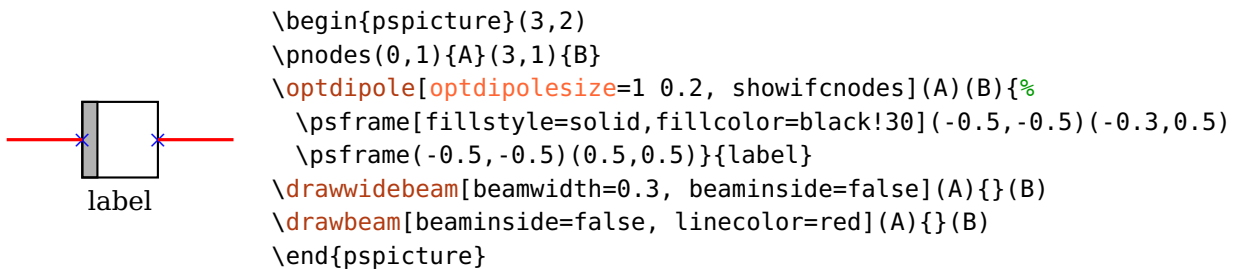 label
\begin{pspicture}(3,2)
\pnodes(0,1){A}(3,1){B}
\optdipole[optdipolesize=1 0.2, showifcnodes](A)(B){%
\psframe[fillstyle=solid,fillcolor=black!30](-0.5,-0.5)(-0.3,0.5)
\psframe(-0.5,-0.5)(0.5,0.5)}{label}
\drawwidebeam[beamwidth=0.3, beaminside=false](A){}(B)
\drawbeam[beaminside=false, linecolor=red](A){}(B)
\end{pspicture}